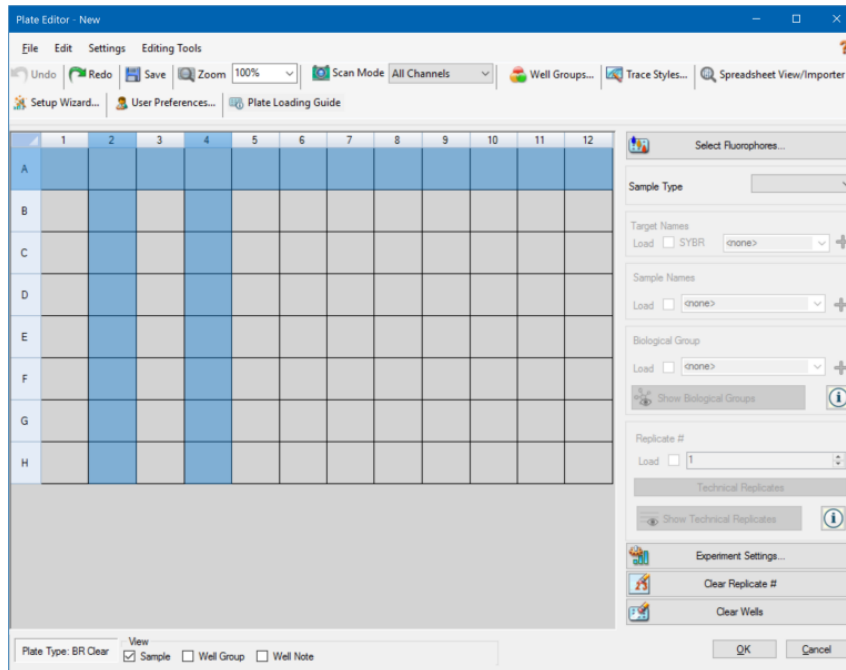 Plate Editor - New
File Edit Settings Editing Tools ?
Undo Redo Save Zoom 100% Scan Mode All Channels Well Groups... Trace Styles... Spreadsheet View/Importer
Setup Wizard... User Preferences... Plate Loading Guide
1 2 3 4 5 6 7 8 9 10 11 12
A
B
C
D
E
F
G
H
Select Fluorophores...
Sample Type
Target Names
Load SYBR <none>
Sample Names
Load <none>
Biological Group
Load <none>
Show Biological Groups
Replicate #
Load 1
Technical Replicates
Show Technical Replicates
Experiment Settings...
Clear Replicate #
Clear Wells
Plate Type: BR Clear
View
Sample Well Group Well Note
OK Cancel